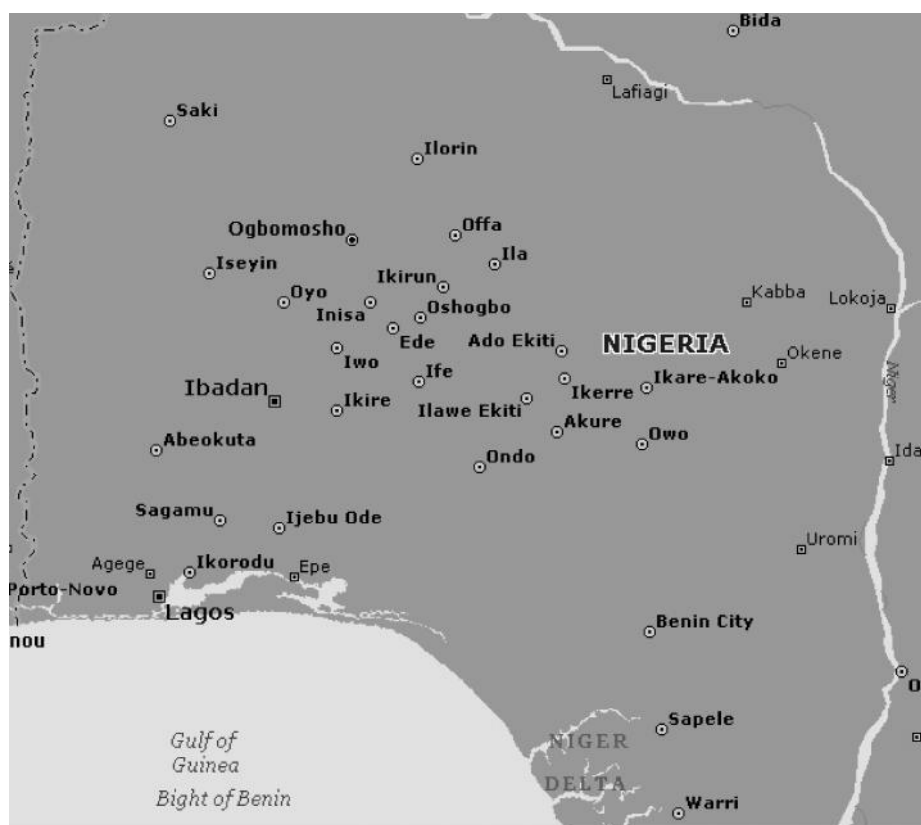 Bida
Lafiagi
Saki
Ilorin
Ogbomosho
Offa
Iseyin
Ila
Ikirun
Oyo
Inisa
Oshogbo
Kabba
Lokoja
Ede
Ado Ekiti
NIGERIA
Iwo
Okene
Ife
Ikerre
Ikare-Akoko
Niger
Ibadan
Ikire
Ilawe Ekiti
Akure
Abeokuta
Owo
Ondo
Ida
Sagamu
Ijebu Ode
Uromi
Agege
Ikorodu
Epe
Porto-Novo
Lagos
nou
Benin City
O
Sapele
Gulf of
Guinea
NIGER
DELTA
Bight of Benin
Warri